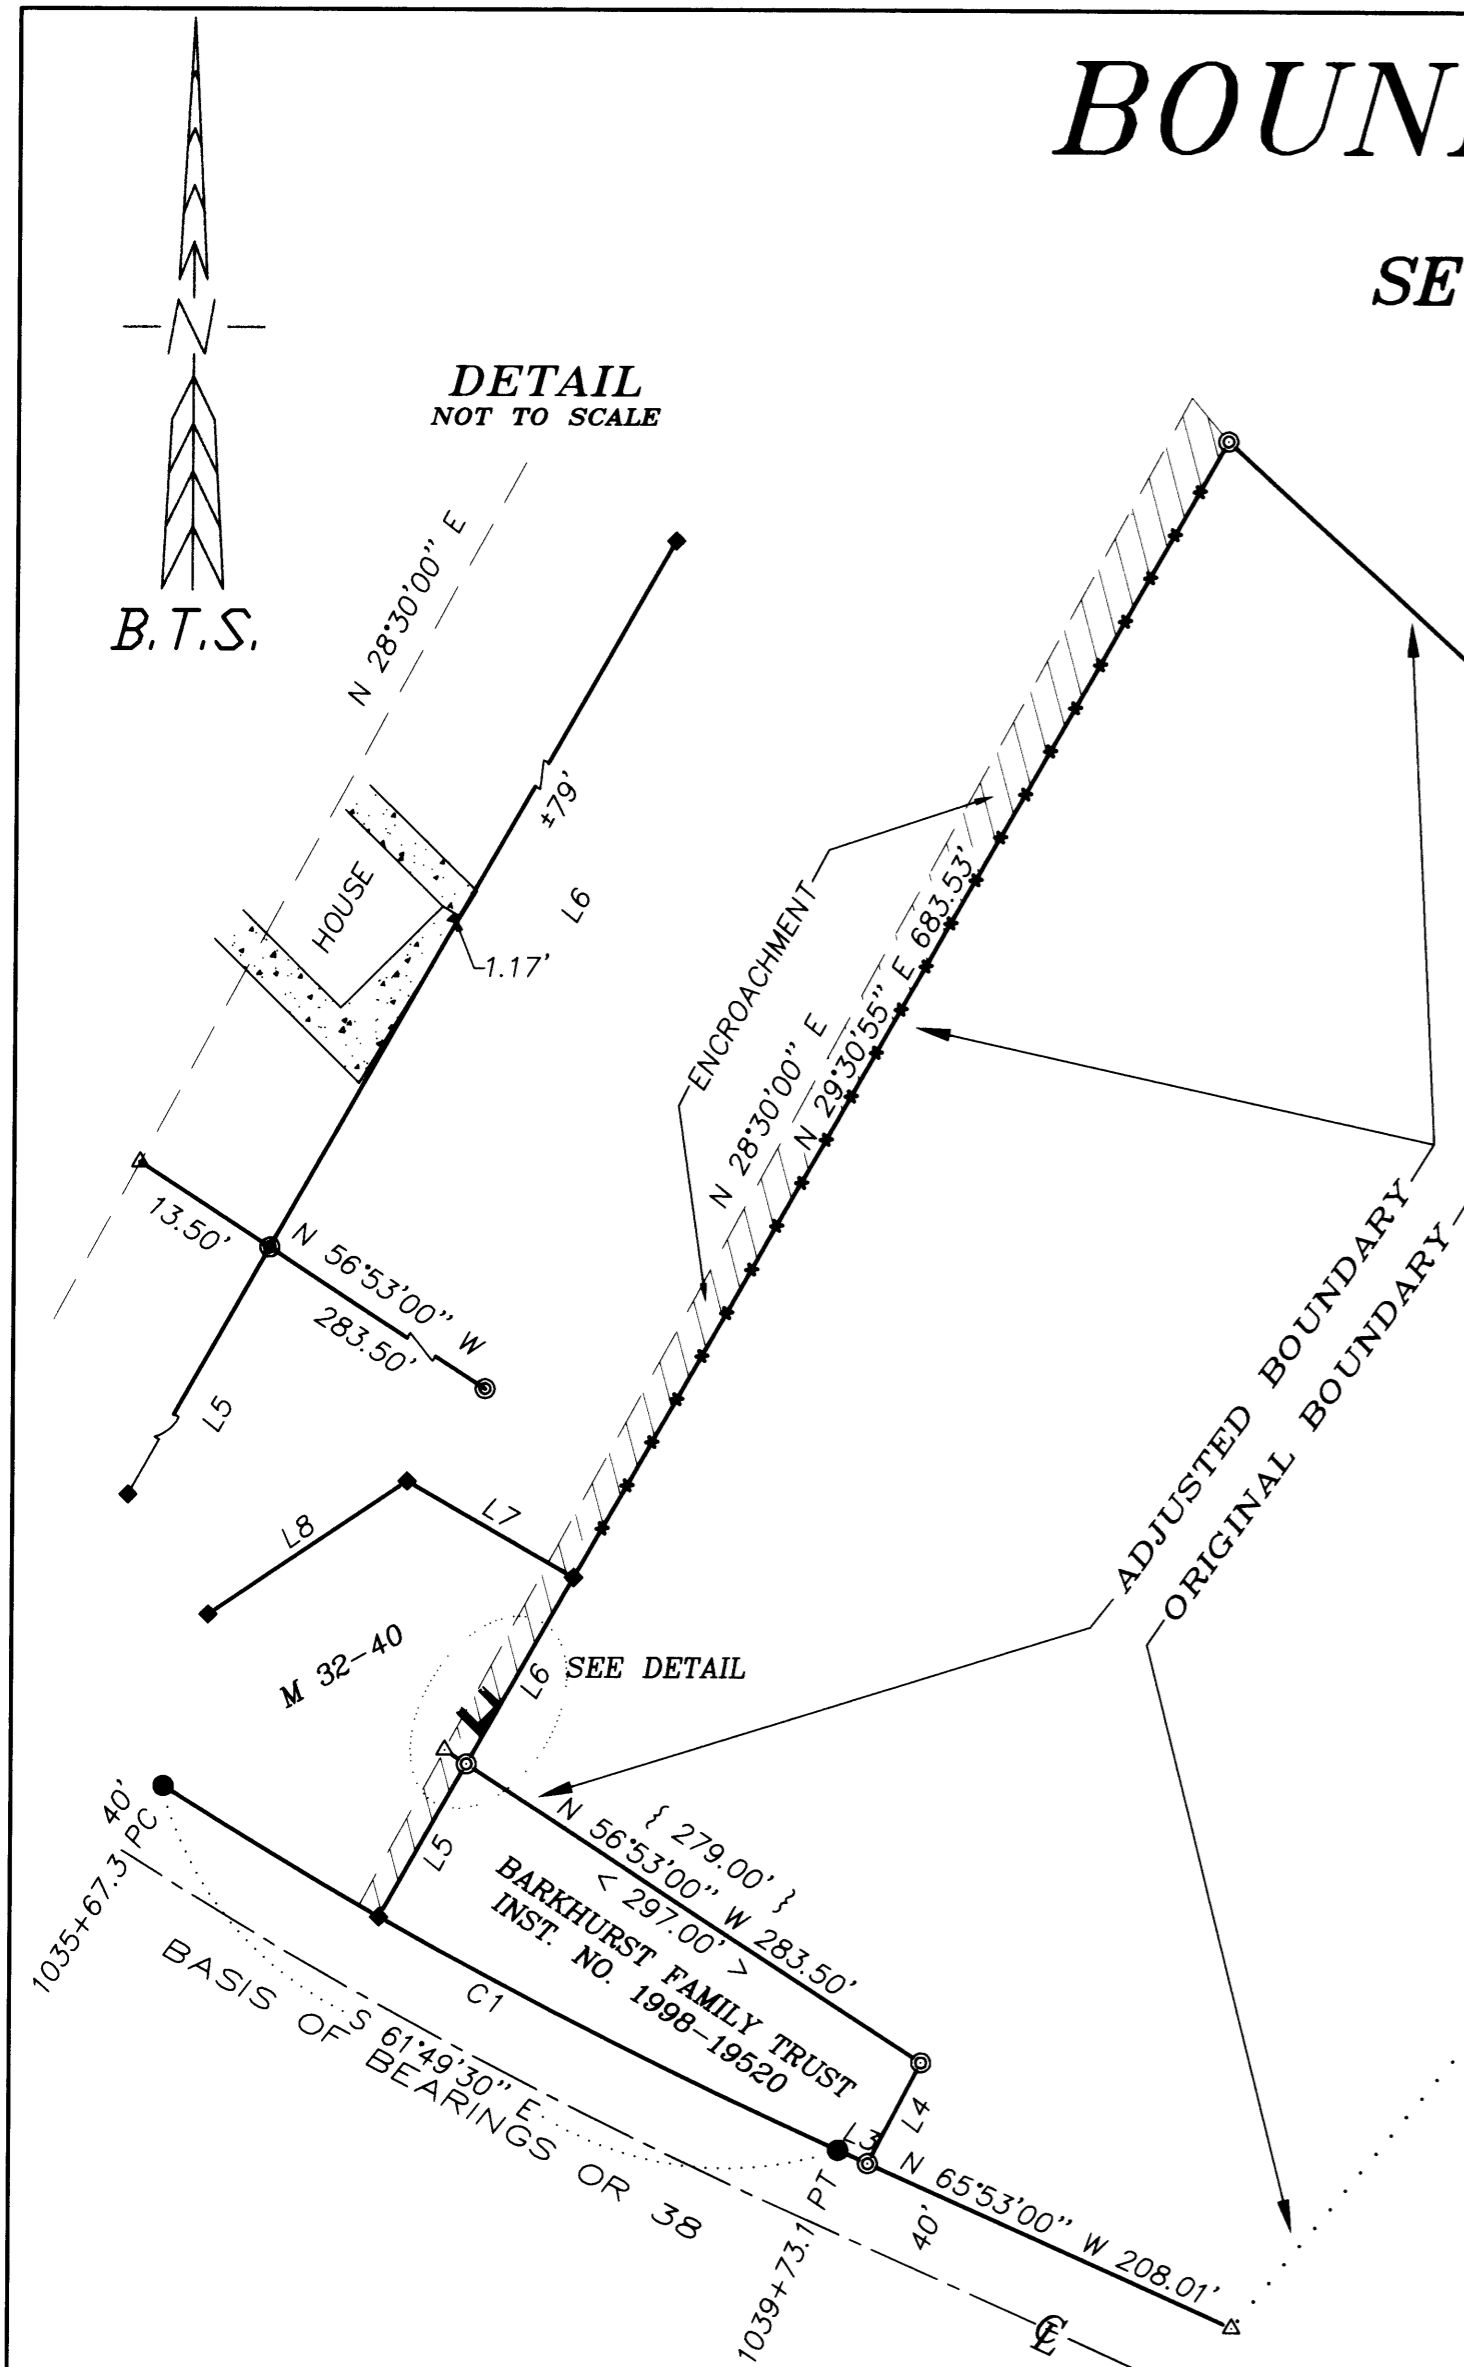 BOUN
SE
N
B.T.S.
DETAIL
NOT TO SCALE
N 28°30'00" E
±79'
L6
HOUSE
1.17'
13.50'
N 56°53'00" W
283.50'
L5
ENCROACHMENT
N 28°30'00" E
N 29°30'55" E 683.53'
ADJUSTED BOUNDARY
ORIGINAL BOUNDARY
L8
L7
M 32-40
L6
SEE DETAIL
L5
40'
1035+67.3 PC
{ 279.00' }
N 56°53'00" W 283.50'
< 297.00' >
BARKHURST FAMILY TRUST
INST. NO. 1998-19520
C1
S 61°49'30" E
BASIS OF BEARINGS OR 38
L4
L3
N 65°53'00" W 208.01'
40'
1039+73.1 PT
CL